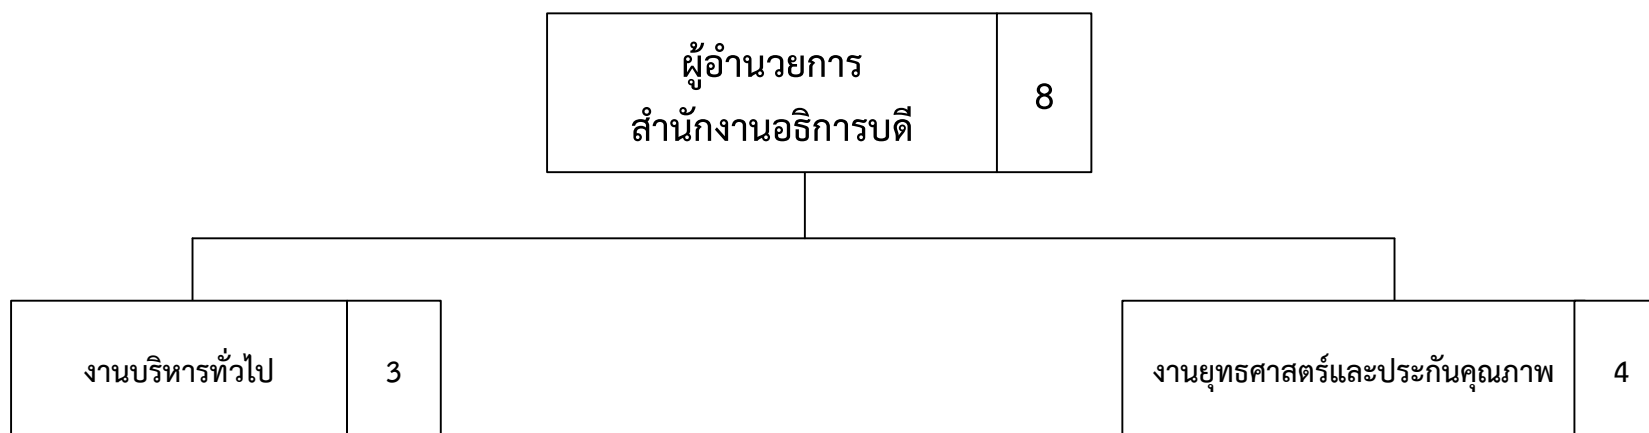 ผู้อำนวยการ
สำนักงานอธิการบดี
8
งานบริหารทั่วไป
3
งานยุทธศาสตร์และประกันคุณภาพ
4